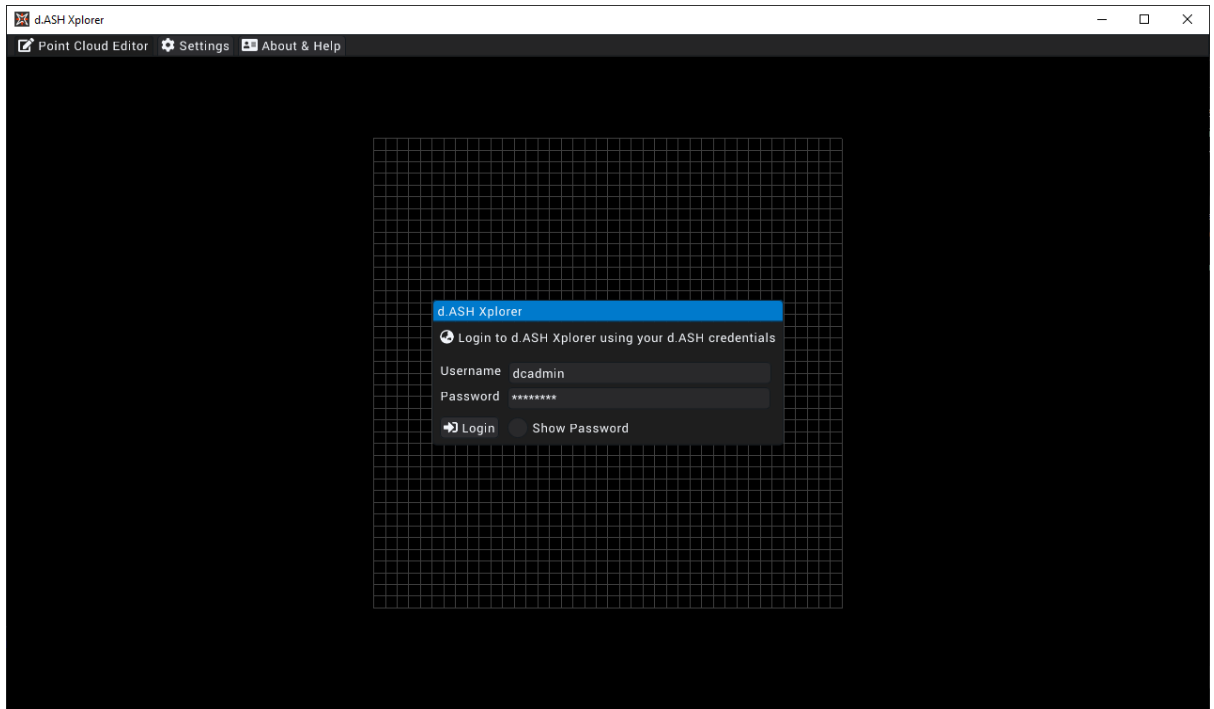 d.ASH Xplorer
Point Cloud Editor Settings About & Help
d.ASH Xplorer
Login to d.ASH Xplorer using your d.ASH credentials
Username dcadmin
Password ********
Login Show Password